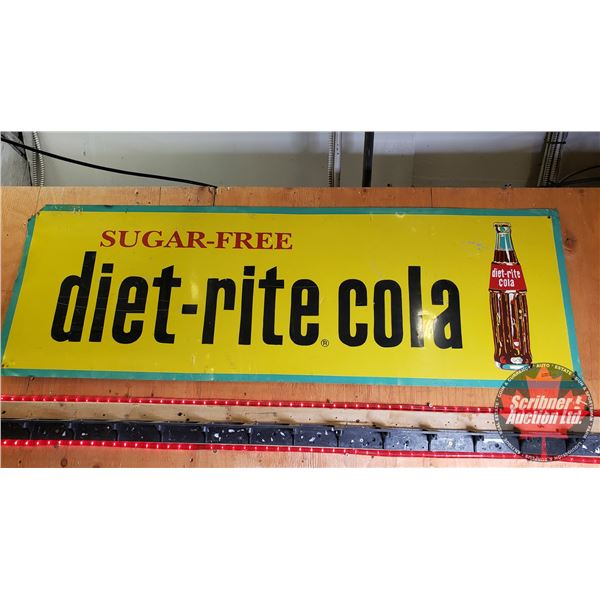 SUGAR-FREE
diet-rite cola
®
diet-rite
cola
Scribner
Auction Ltd.